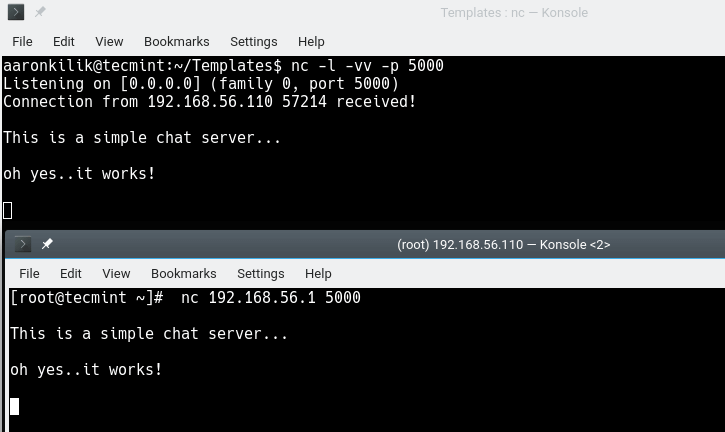 Templates : nc — Konsole
File Edit View Bookmarks Settings Help
aaronkilik@tecmint:~/Templates$ nc -l -vv -p 5000
Listening on [0.0.0.0] (family 0, port 5000)
Connection from 192.168.56.110 57214 received!
This is a simple chat server...
oh yes..it works!
(root) 192.168.56.110 — Konsole <2>
File Edit View Bookmarks Settings Help
[root@tecmint ~]#  nc 192.168.56.1 5000
This is a simple chat server...
oh yes..it works!